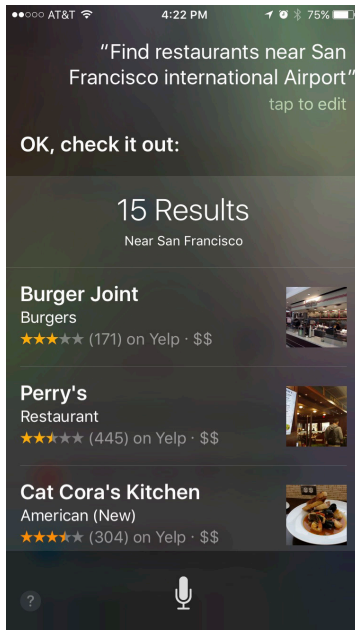 ●●○○○ AT&T 4:22 PM 75%
“Find restaurants near San
Francisco international Airport”
tap to edit
OK, check it out:
15 Results
Near San Francisco
Burger Joint
Burgers
★★★★★ (171) on Yelp · $$
Perry's
Restaurant
★★★★★ (445) on Yelp · $$
Cat Cora's Kitchen
American (New)
★★★★★ (304) on Yelp · $$
?